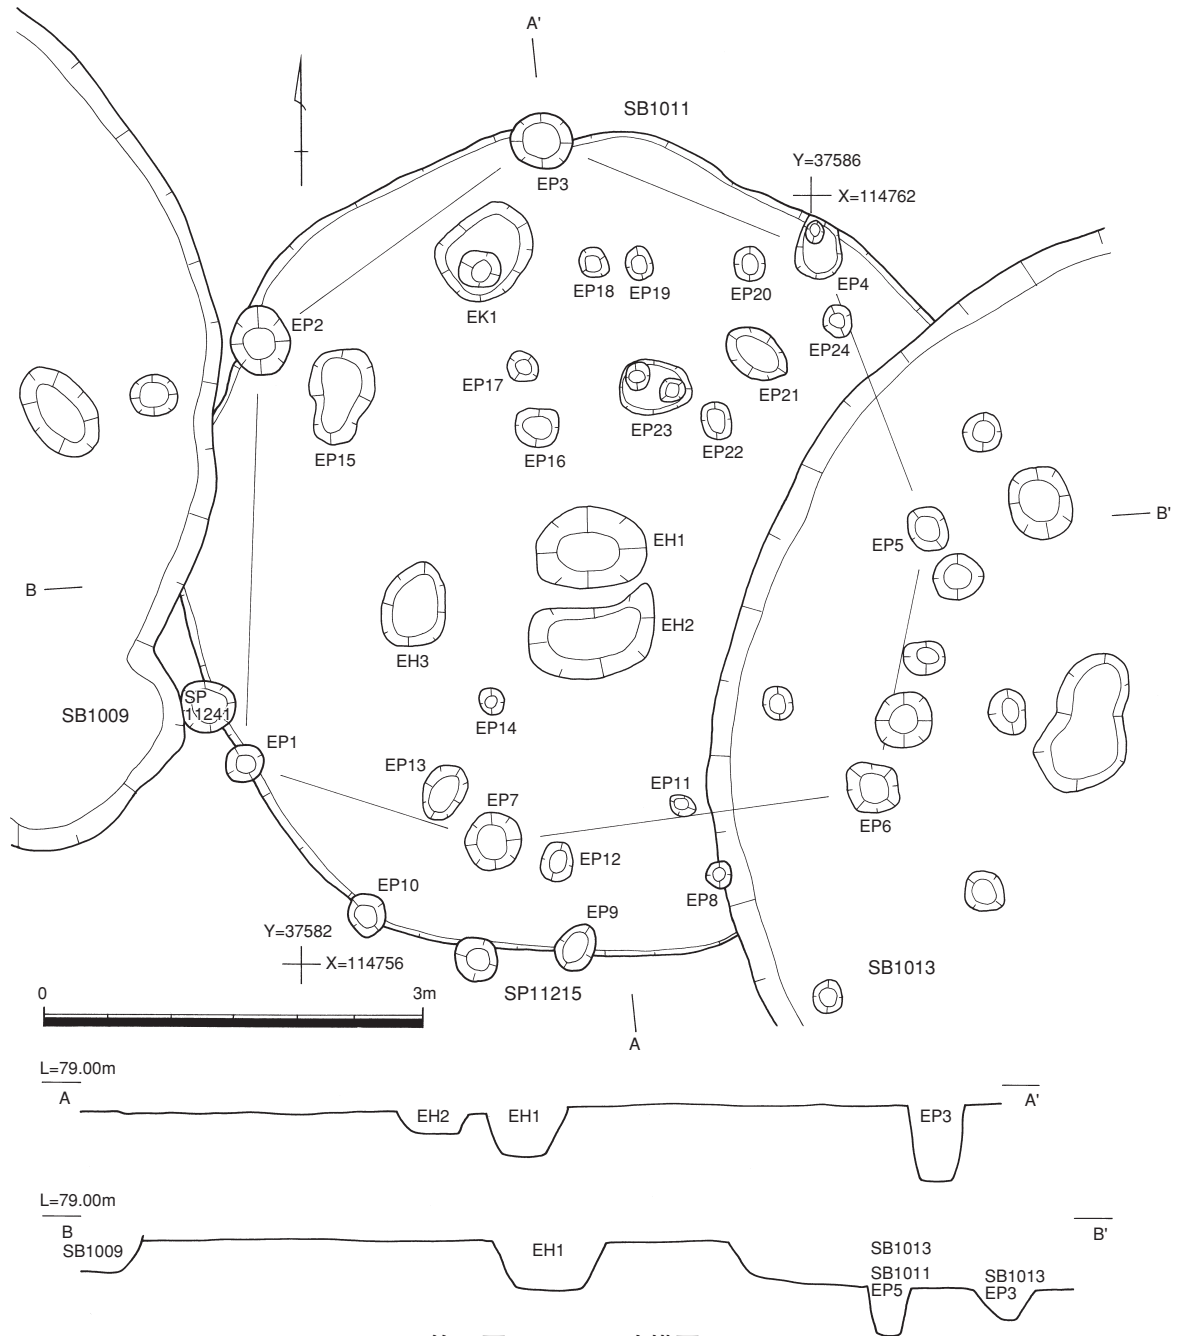 A'
SB1011
Y=37586
X=114762
EP3
EP4
EP18
EP19
EP20
EK1
EP2
EP24
EP17
EP21
EP23
EP22
EP15
EP16
B'
EH1
EP5
B
EH2
EH3
SP
11241
SB1009
EP14
EP1
EP13
EP7
EP11
EP6
EP12
EP10
EP8
EP9
Y=37582
X=114756
SP11215
SB1013
0
3m
A
L=79.00m
A
EH2
EH1
EP3
A'
L=79.00m
B
SB1009
EH1
SB1013
SB1011
EP5
SB1013
EP3
B'